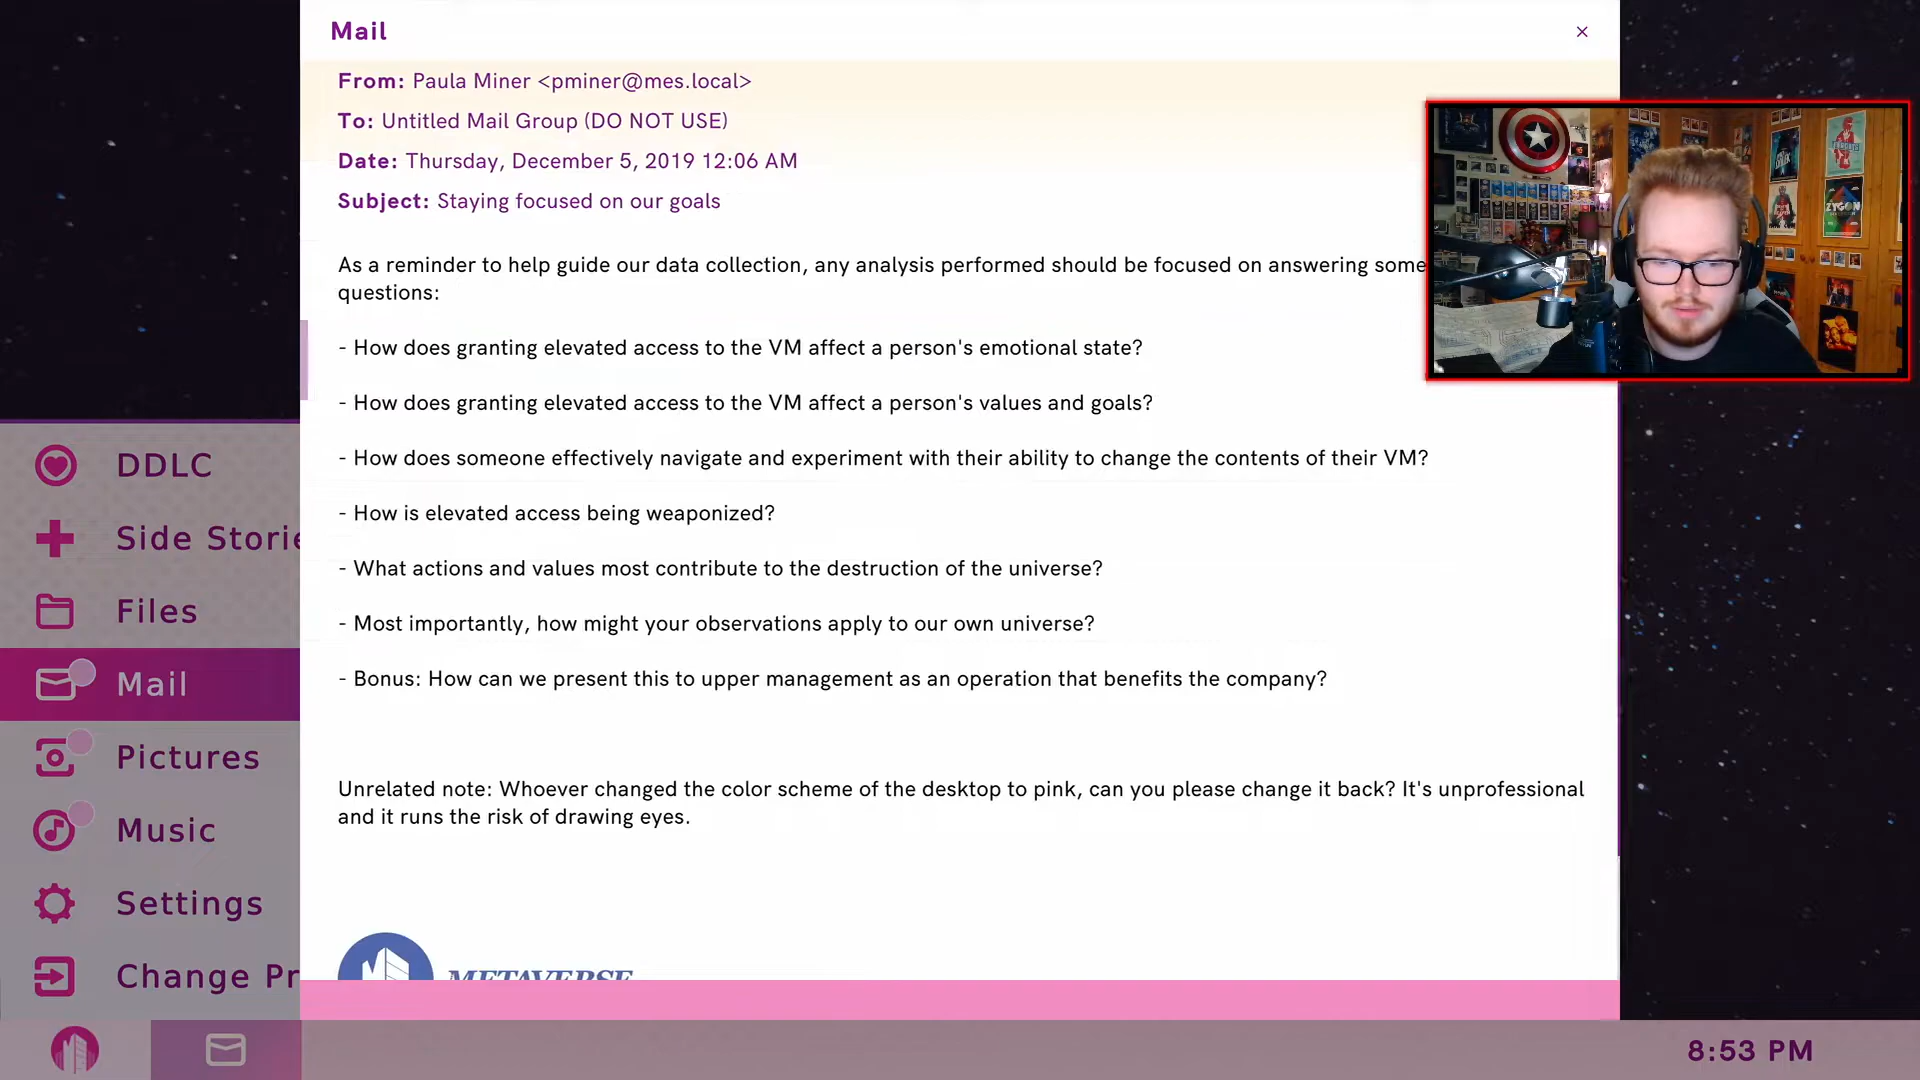 Mail
×
From: Paula Miner <pminer@mes.local>
To: Untitled Mail Group (DO NOT USE)
Date: Thursday, December 5, 2019 12:06 AM
Subject: Staying focused on our goals
As a reminder to help guide our data collection, any analysis performed should be focused on answering some
questions:
- How does granting elevated access to the VM affect a person's emotional state?
- How does granting elevated access to the VM affect a person's values and goals?
- How does someone effectively navigate and experiment with their ability to change the contents of their VM?
- How is elevated access being weaponized?
- What actions and values most contribute to the destruction of the universe?
- Most importantly, how might your observations apply to our own universe?
- Bonus: How can we present this to upper management as an operation that benefits the company?
Unrelated note: Whoever changed the color scheme of the desktop to pink, can you please change it back? It's unprofessional
and it runs the risk of drawing eyes.
METAVERSE
DDLC
Side Storie
Files
Mail
Pictures
Music
Settings
Change Pr
ZYGON
8:53 PM